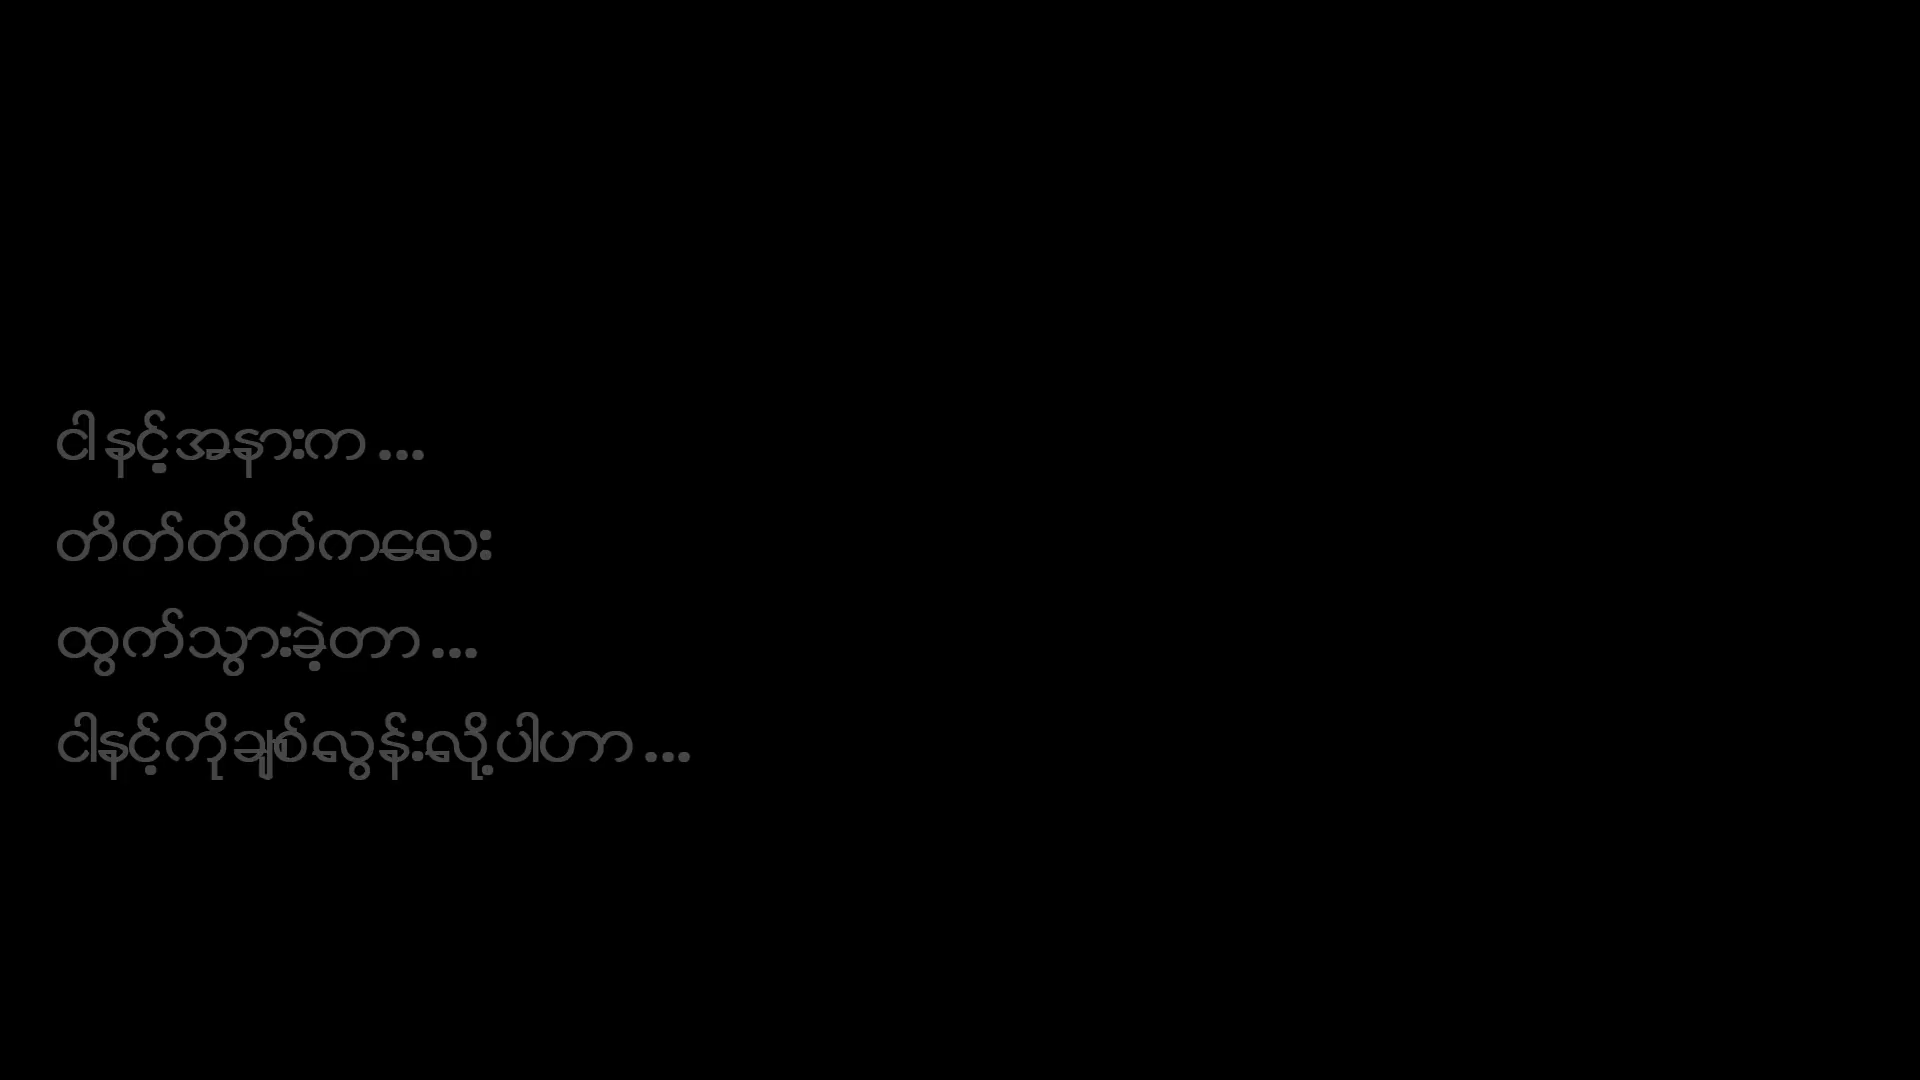 ငါ နင့်အနားက ...
တိတ်တိတ်ကလေး
ထွက်သွားခဲ့တာ ...
ငါနင့်ကိုချစ်လွန်းလို့ပါဟာ ...